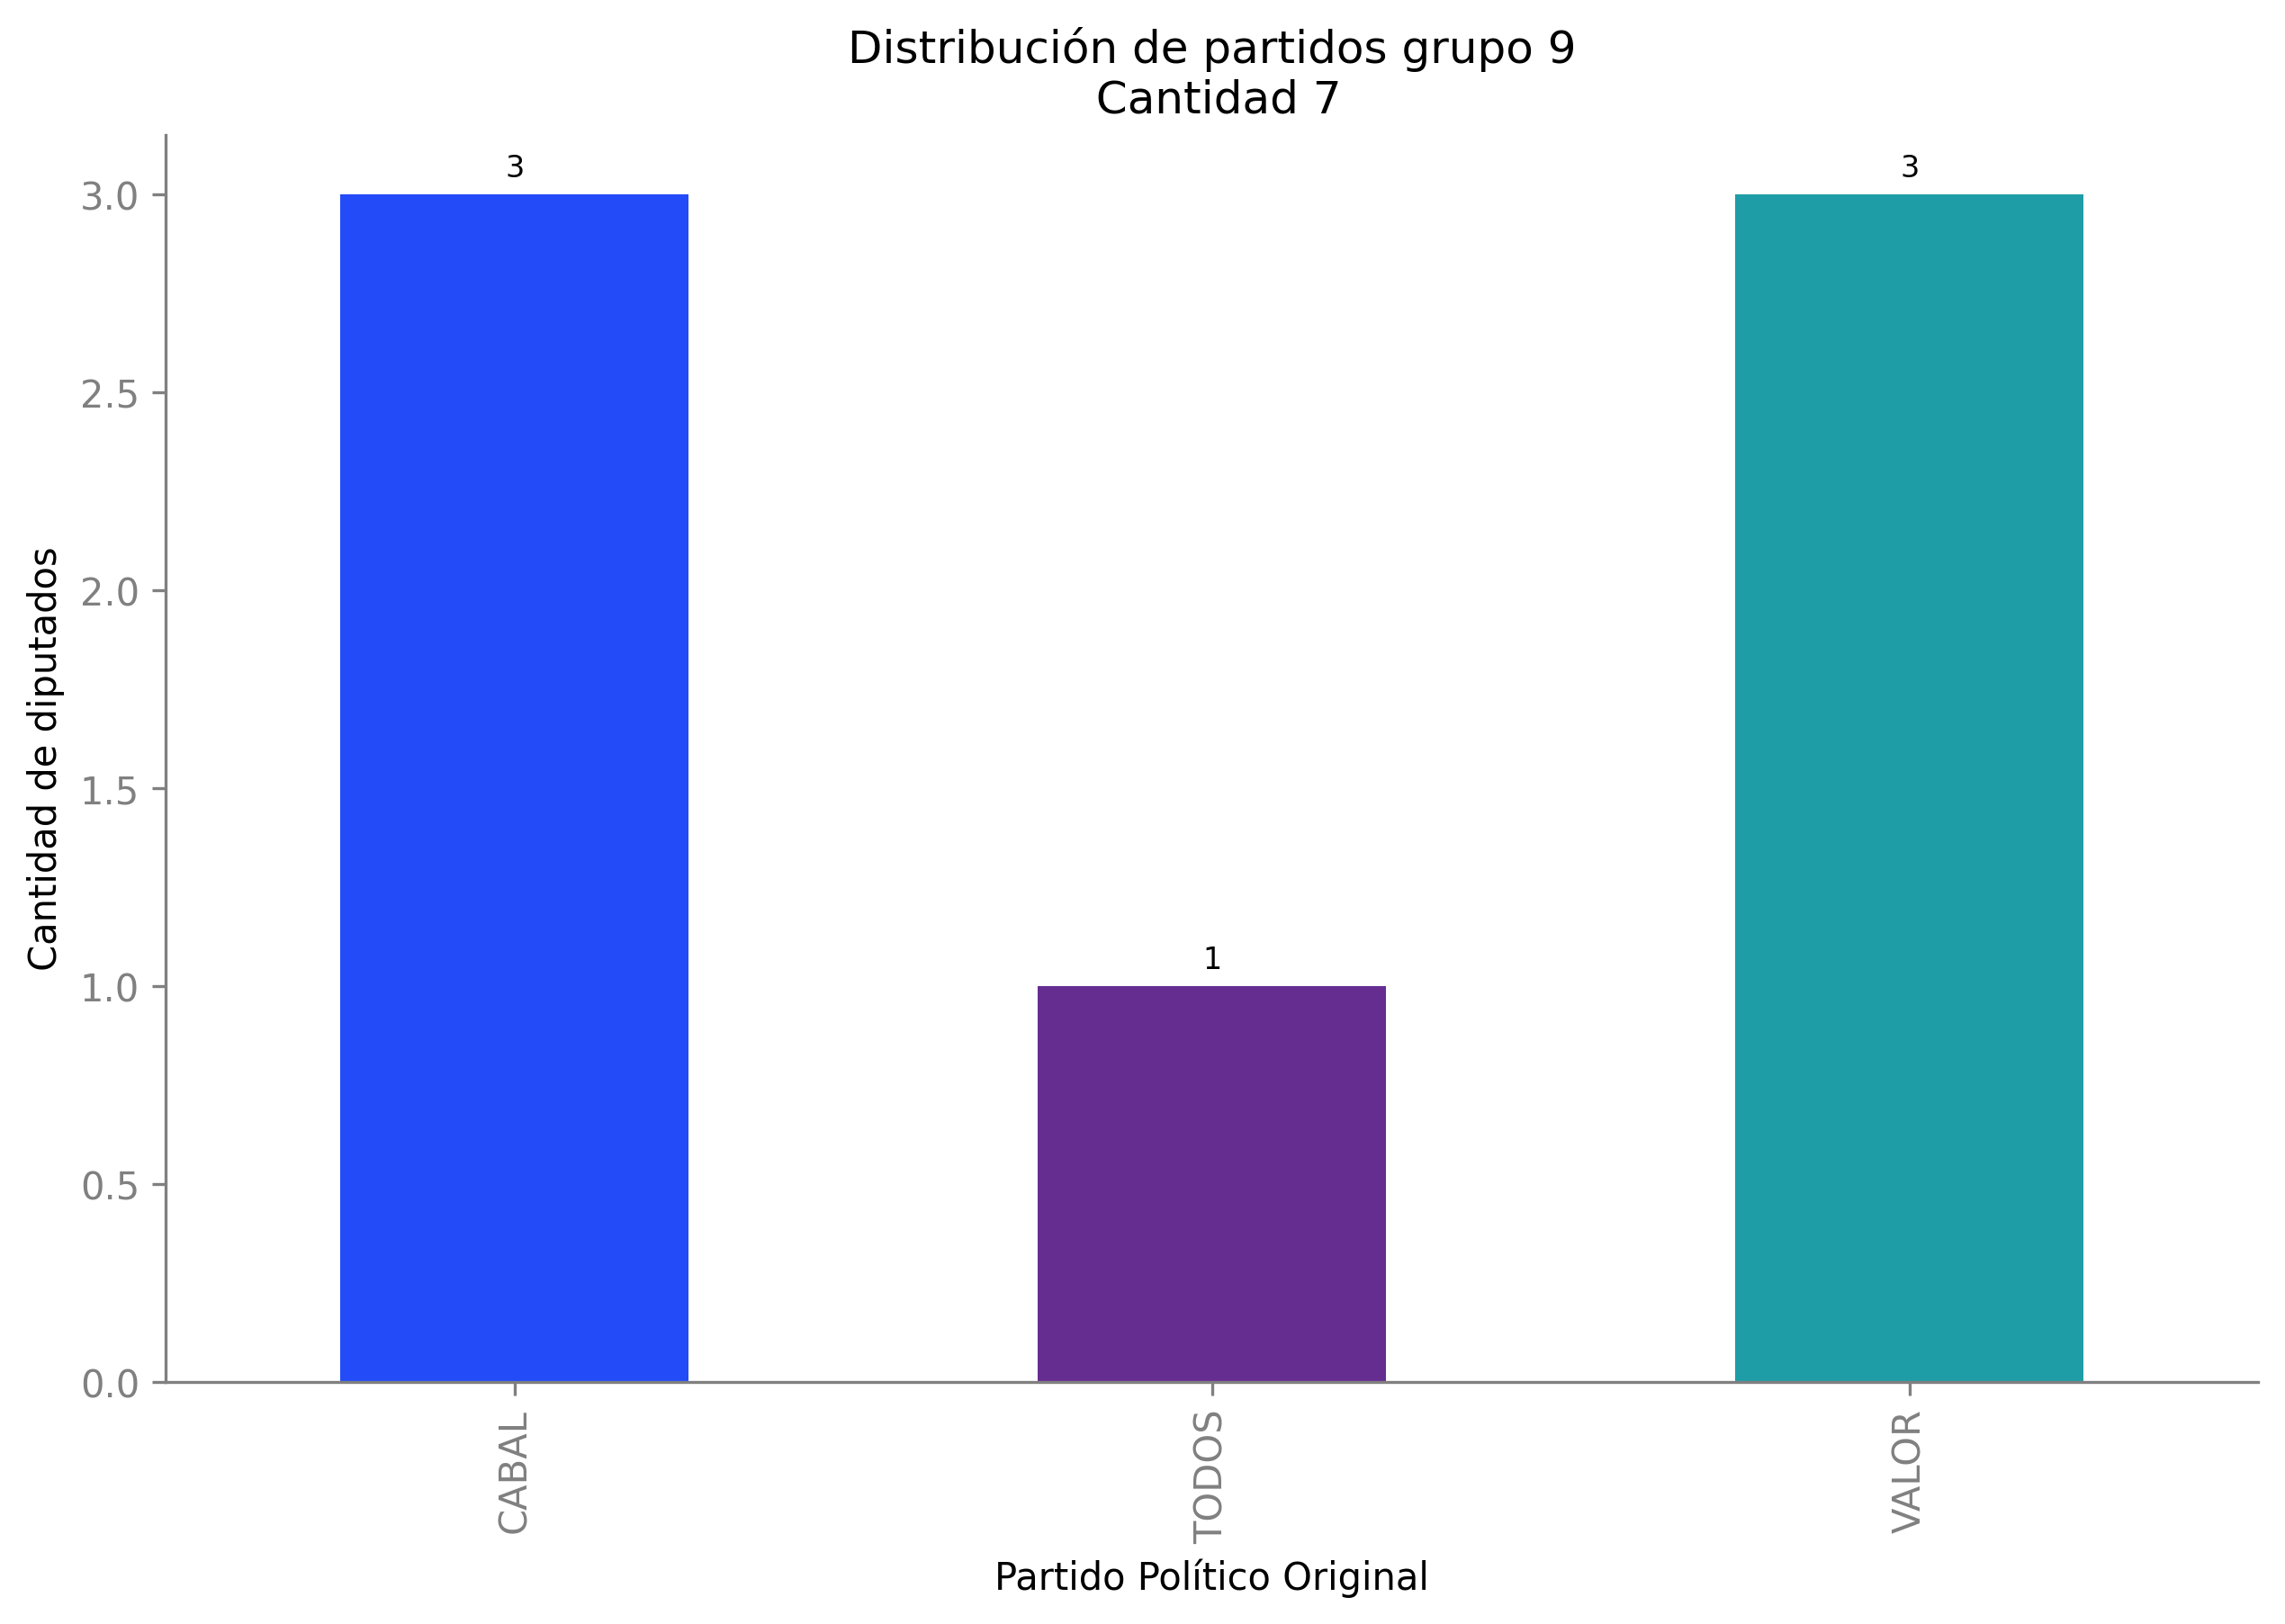 Distribución de partidos grupo 9
Cantidad 7
Cantidad de diputados
3.0
2.5
2.0
1.5
1.0
0.5
0.0
3
1
3
CABAL
TODOS
VALOR
Partido Político Original